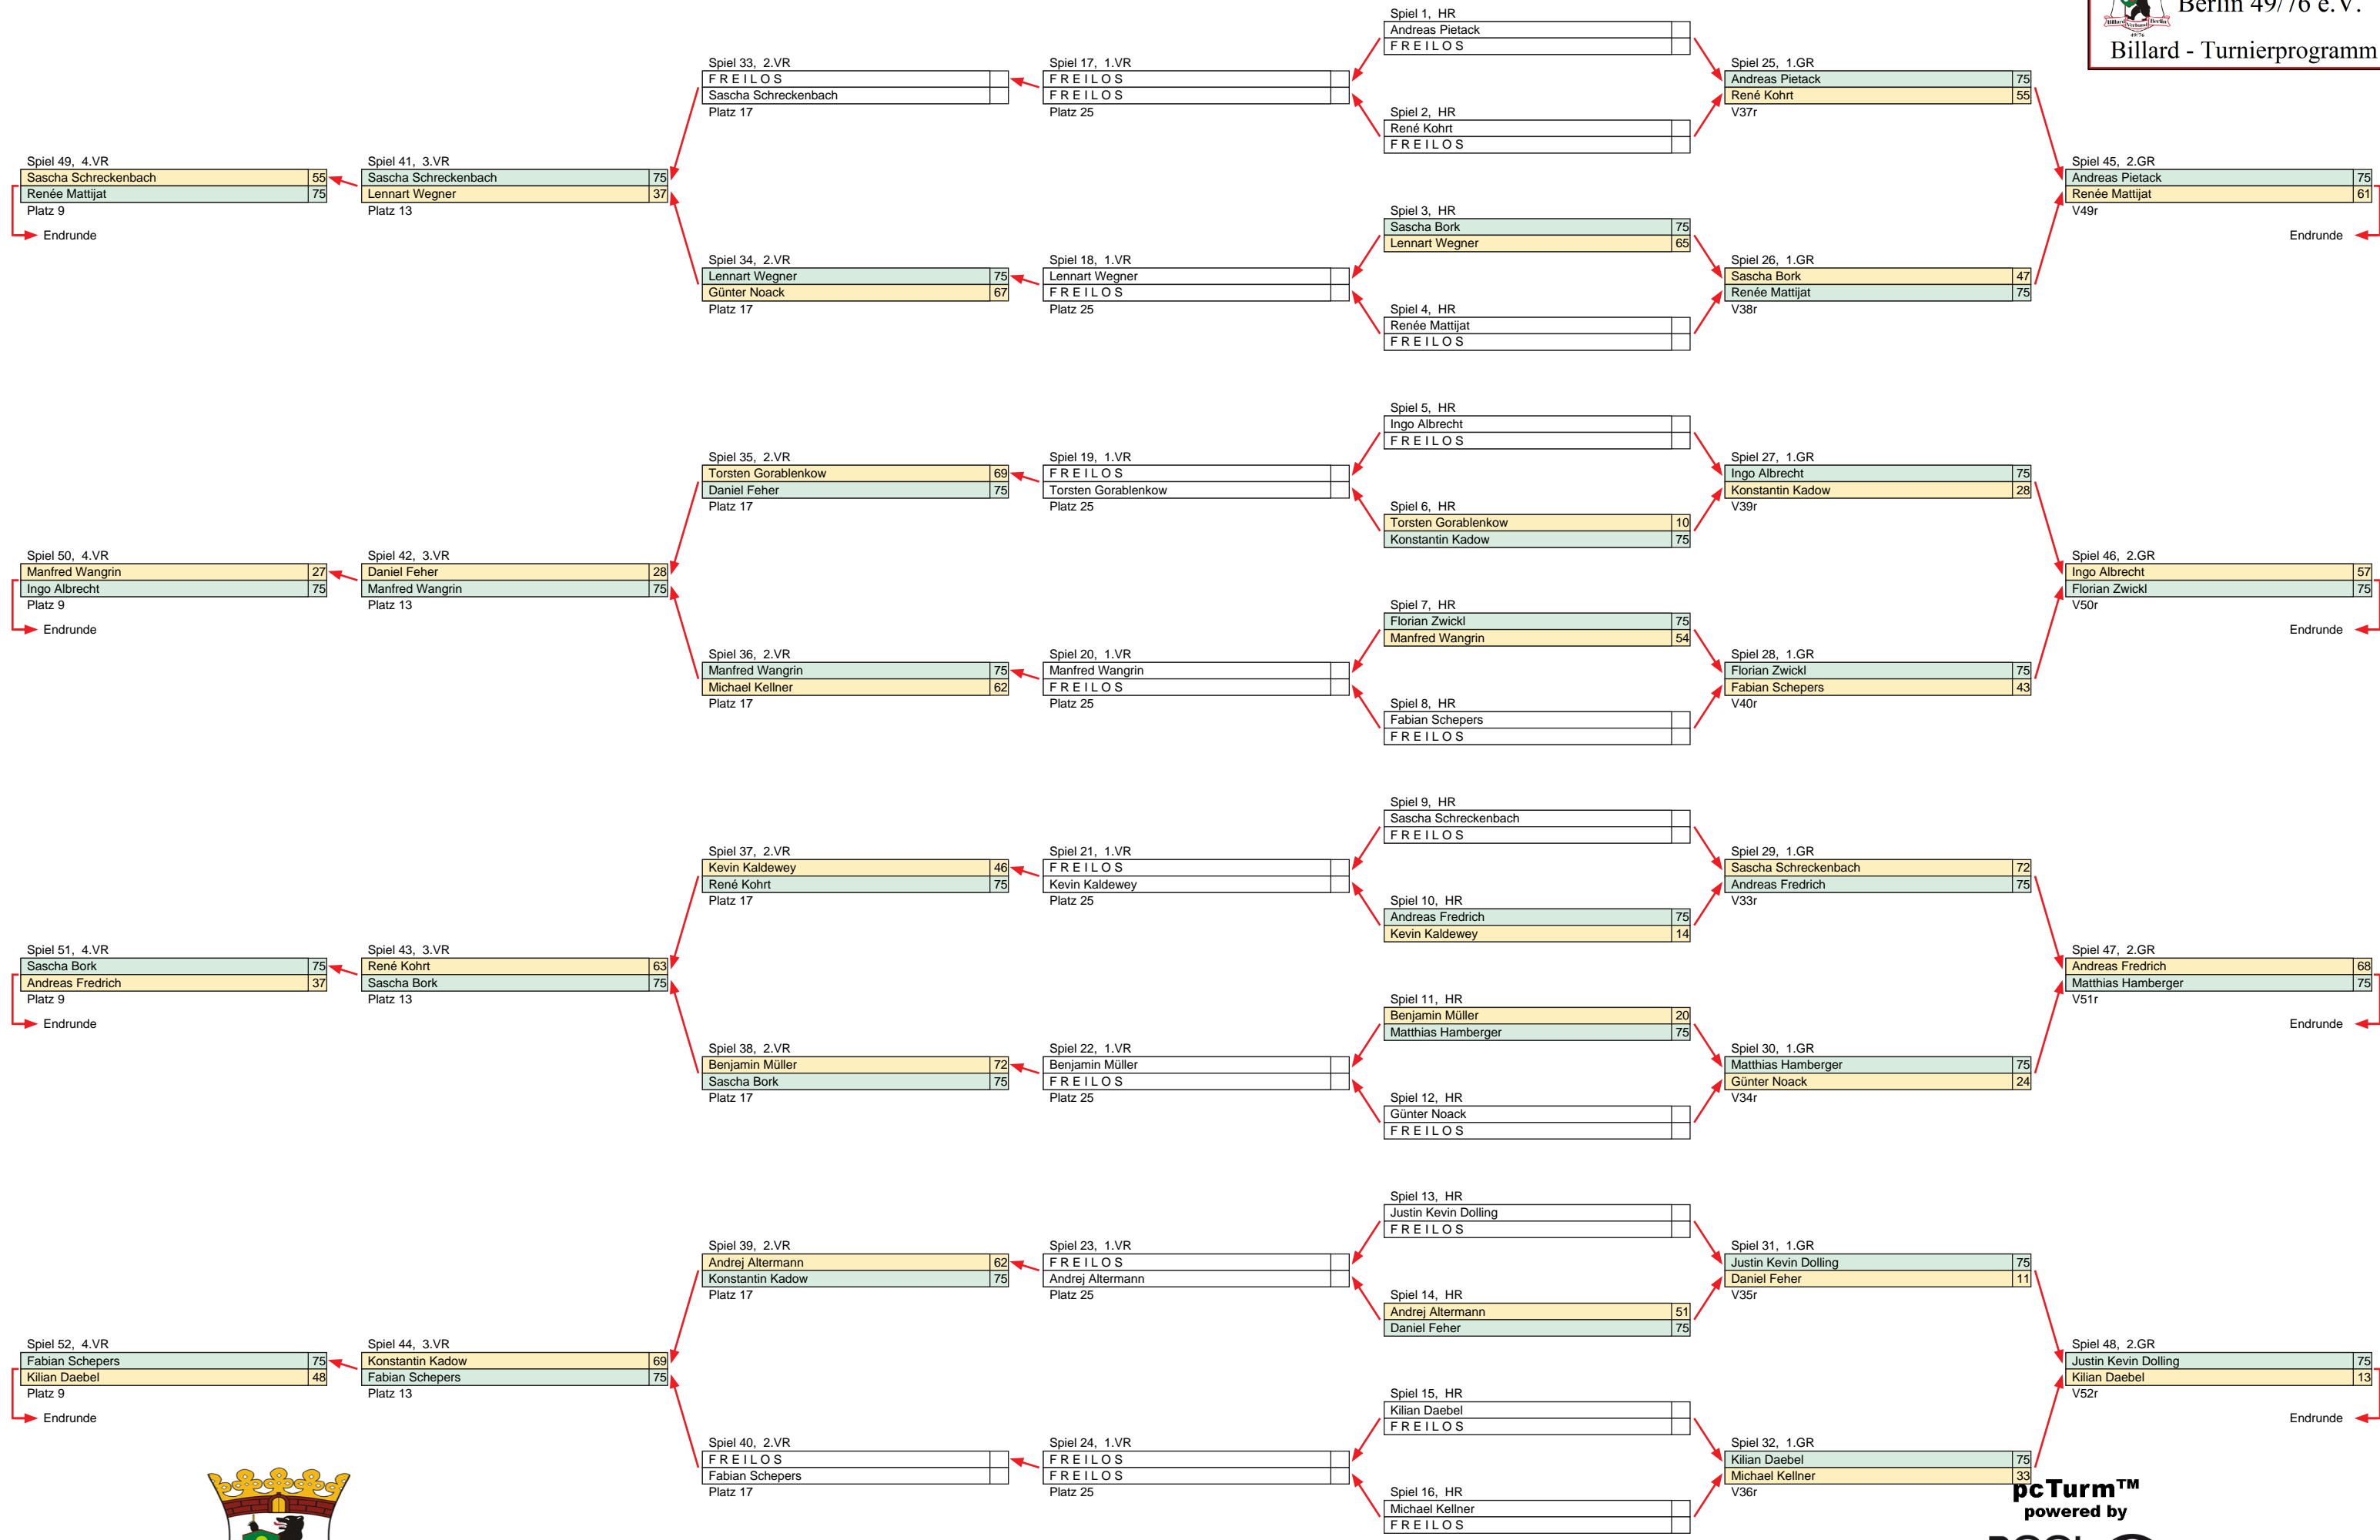 Berlin 49/76 e.V.
Billard - Turnierprogramm
Spiel 49, 4.VR
Sascha Schreckenbach 55
Renée Mattijat 75
Platz 9
Endrunde
Spiel 50, 4.VR
Manfred Wangrin 27
Ingo Albrecht 75
Platz 9
Endrunde
Spiel 51, 4.VR
Sascha Bork 75
Andreas Fredrich 37
Platz 9
Endrunde
Spiel 52, 4.VR
Fabian Schepers 75
Kilian Daebel 48
Platz 9
Endrunde
Spiel 41, 3.VR
Sascha Schreckenbach 75
Lennart Wegner 37
Platz 13
Spiel 42, 3.VR
Daniel Feher 28
Manfred Wangrin 75
Platz 13
Spiel 43, 3.VR
René Kohrt 63
Sascha Bork 75
Platz 13
Spiel 44, 3.VR
Konstantin Kadow 69
Fabian Schepers 75
Platz 13
Spiel 33, 2.VR
F R E I L O S
Sascha Schreckenbach
Platz 17
Spiel 34, 2.VR
Lennart Wegner 75
Günter Noack 67
Platz 17
Spiel 35, 2.VR
Torsten Gorablenkow 69
Daniel Feher 75
Platz 17
Spiel 36, 2.VR
Manfred Wangrin 75
Michael Kellner 62
Platz 17
Spiel 37, 2.VR
Kevin Kaldewey 46
René Kohrt 75
Platz 17
Spiel 38, 2.VR
Benjamin Müller 72
Sascha Bork 75
Platz 17
Spiel 39, 2.VR
Andrej Altermann 62
Konstantin Kadow 75
Platz 17
Spiel 40, 2.VR
F R E I L O S
Fabian Schepers
Platz 17
Spiel 17, 1.VR
F R E I L O S
F R E I L O S
Platz 25
Spiel 18, 1.VR
Lennart Wegner
F R E I L O S
Platz 25
Spiel 19, 1.VR
F R E I L O S
Torsten Gorablenkow
Platz 25
Spiel 20, 1.VR
Manfred Wangrin
F R E I L O S
Platz 25
Spiel 21, 1.VR
F R E I L O S
Kevin Kaldewey
Platz 25
Spiel 22, 1.VR
Benjamin Müller
F R E I L O S
Platz 25
Spiel 23, 1.VR
F R E I L O S
Andrej Altermann
Platz 25
Spiel 24, 1.VR
F R E I L O S
F R E I L O S
Platz 25
Spiel 1, HR
Andreas Pietack
F R E I L O S
Spiel 2, HR
René Kohrt
F R E I L O S
Spiel 3, HR
Sascha Bork 75
Lennart Wegner 65
Spiel 4, HR
Renée Mattijat
F R E I L O S
Spiel 5, HR
Ingo Albrecht
F R E I L O S
Spiel 6, HR
Torsten Gorablenkow 10
Konstantin Kadow 75
Spiel 7, HR
Florian Zwickl 75
Manfred Wangrin 54
Spiel 8, HR
Fabian Schepers
F R E I L O S
Spiel 9, HR
Sascha Schreckenbach
F R E I L O S
Spiel 10, HR
Andreas Fredrich 75
Kevin Kaldewey 14
Spiel 11, HR
Benjamin Müller 20
Matthias Hamberger 75
Spiel 12, HR
Günter Noack
F R E I L O S
Spiel 13, HR
Justin Kevin Dolling
F R E I L O S
Spiel 14, HR
Andrej Altermann 51
Daniel Feher 75
Spiel 15, HR
Kilian Daebel
F R E I L O S
Spiel 16, HR
Michael Kellner
F R E I L O S
Spiel 25, 1.GR
Andreas Pietack 75
René Kohrt 55
V37r
Spiel 26, 1.GR
Sascha Bork 47
Renée Mattijat 75
V38r
Spiel 27, 1.GR
Ingo Albrecht 75
Konstantin Kadow 28
V39r
Spiel 28, 1.GR
Florian Zwickl 75
Fabian Schepers 43
V40r
Spiel 29, 1.GR
Sascha Schreckenbach 72
Andreas Fredrich 75
V33r
Spiel 30, 1.GR
Matthias Hamberger 75
Günter Noack 24
V34r
Spiel 31, 1.GR
Justin Kevin Dolling 75
Daniel Feher 11
V35r
Spiel 32, 1.GR
Kilian Daebel 75
Michael Kellner 33
V36r
Spiel 45, 2.GR
Andreas Pietack 75
Renée Mattijat 61
V49r
Endrunde
Spiel 46, 2.GR
Ingo Albrecht 57
Florian Zwickl 75
V50r
Endrunde
Spiel 47, 2.GR
Andreas Fredrich 68
Matthias Hamberger 75
V51r
Endrunde
Spiel 48, 2.GR
Justin Kevin Dolling 75
Kilian Daebel 13
V52r
Endrunde
pcTurm™
powered by